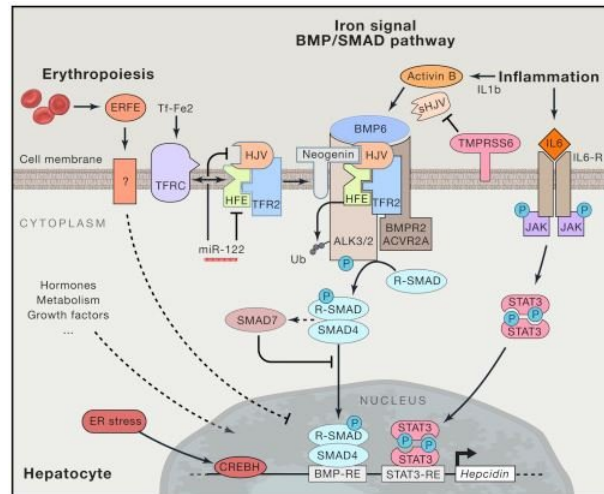 Iron signal
BMP/SMAD pathway
Erythropoiesis
ERFE
Tf-Fe2
Activin B
Inflammation
IL1b
sHJV
BMP6
TMPRSS6
IL6
IL6-R
Cell membrane
?
TFRC
HJV
HFE
TFR2
Neogenin
HJV
HFE
TFR2
BMPR2
ACVR2A
ALK3/2
P
JAK
JAK
P
CYTOPLASM
miR-122
Ub
P
R-SMAD
Hormones
Metabolism
Growth factors
...
SMAD7
P
R-SMAD
SMAD4
STAT3
P
P
STAT3
NUCLEUS
ER stress
CREBH
P
R-SMAD
SMAD4
BMP-RE
STAT3
P
P
STAT3
STAT3-RE
Hepcidin
Hepatocyte